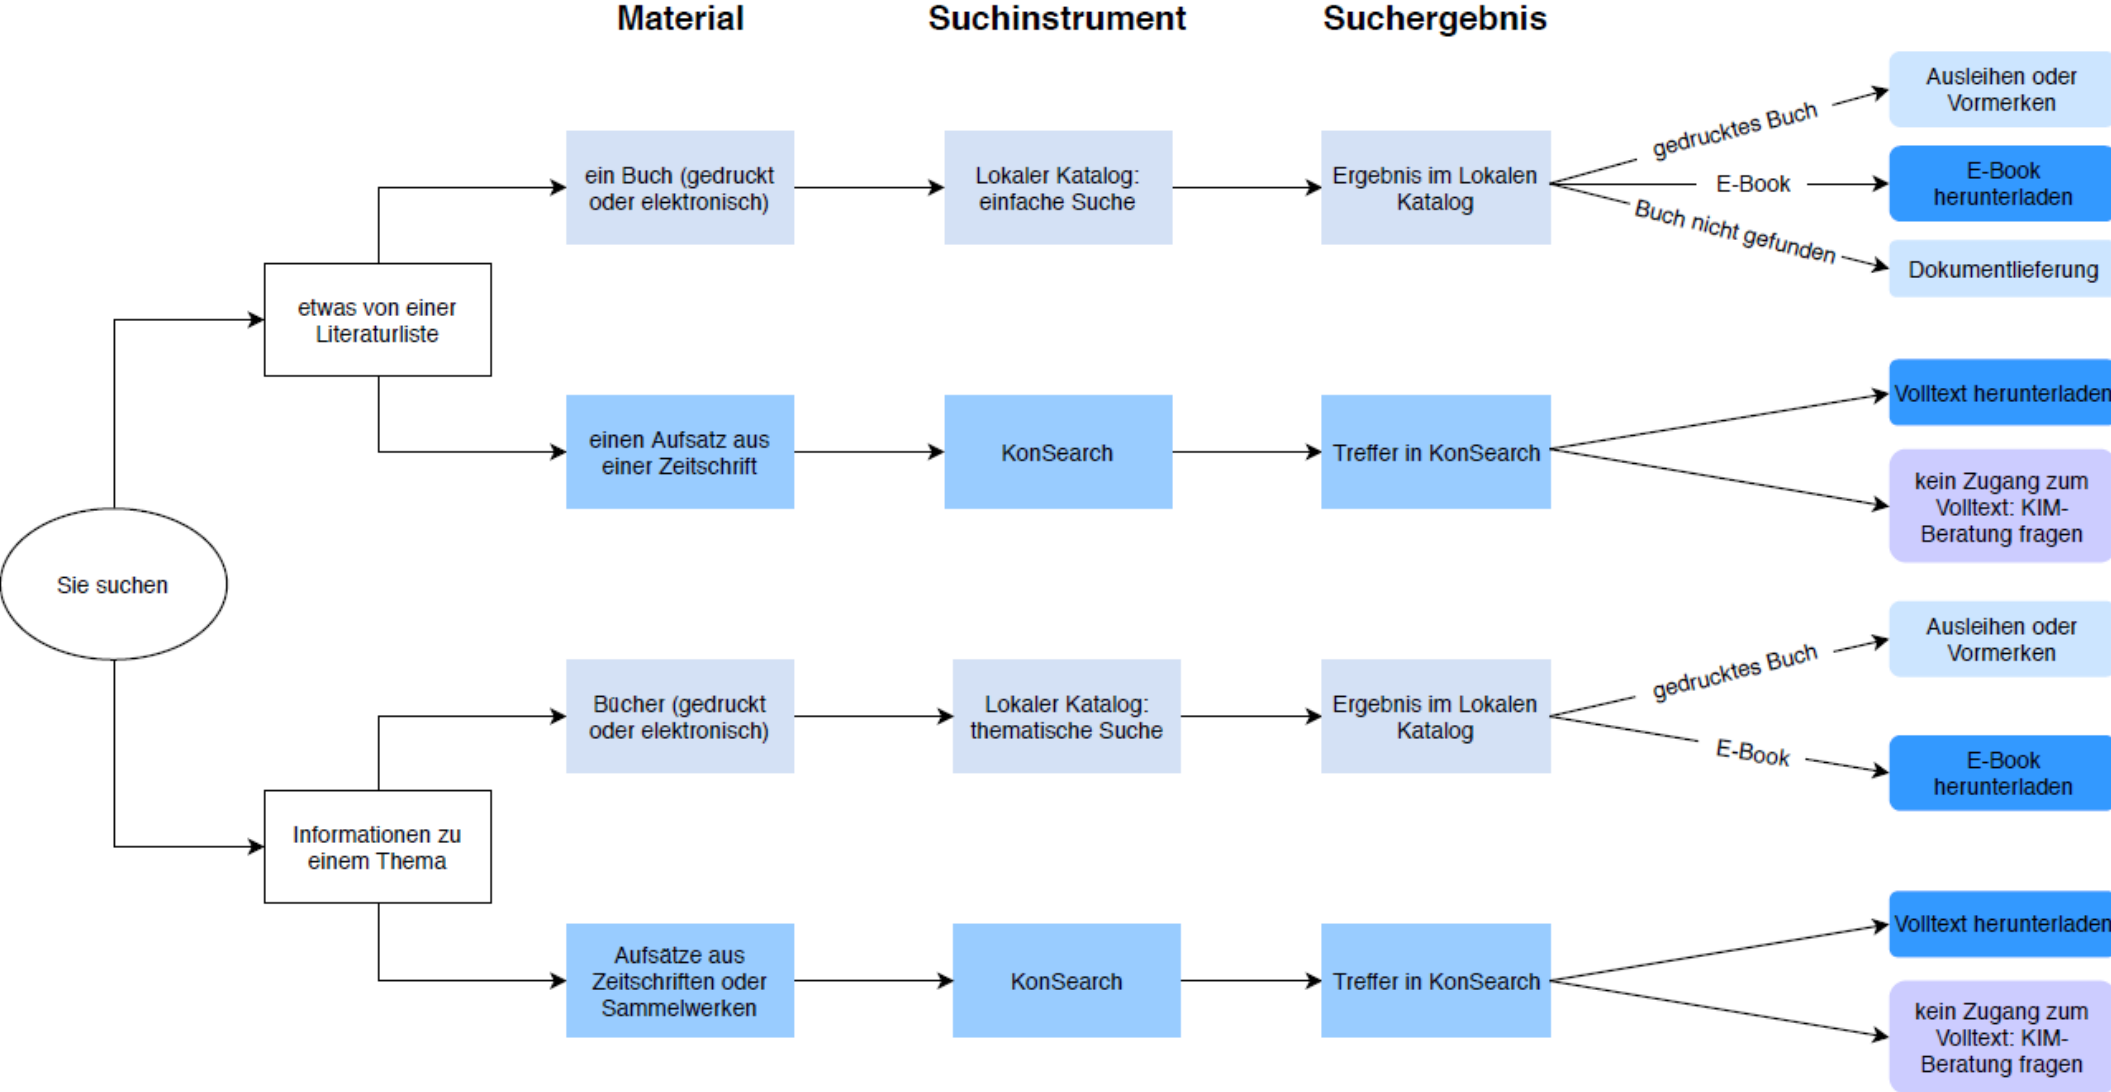 Material
Suchinstrument
Suchergebnis
Sie suchen
etwas von einer
Literaturliste
ein Buch (gedruckt
oder elektronisch)
Lokaler Katalog:
einfache Suche
Ergebnis im Lokalen
Katalog
gedrucktes Buch
Ausleihen oder
Vormerken
E-Book
E-Book
herunterladen
Buch nicht gefunden
Dokumentlieferung
einen Aufsatz aus
einer Zeitschrift
KonSearch
Treffer in KonSearch
Volltext herunterladen
kein Zugang zum
Volltext: KIM-
Beratung fragen
Informationen zu
einem Thema
Bücher (gedruckt
oder elektronisch)
Lokaler Katalog:
thematische Suche
Ergebnis im Lokalen
Katalog
gedrucktes Buch
Ausleihen oder
Vormerken
E-Book
E-Book
herunterladen
Aufsätze aus
Zeitschriften oder
Sammelwerken
KonSearch
Treffer in KonSearch
Volltext herunterladen
kein Zugang zum
Volltext: KIM-
Beratung fragen